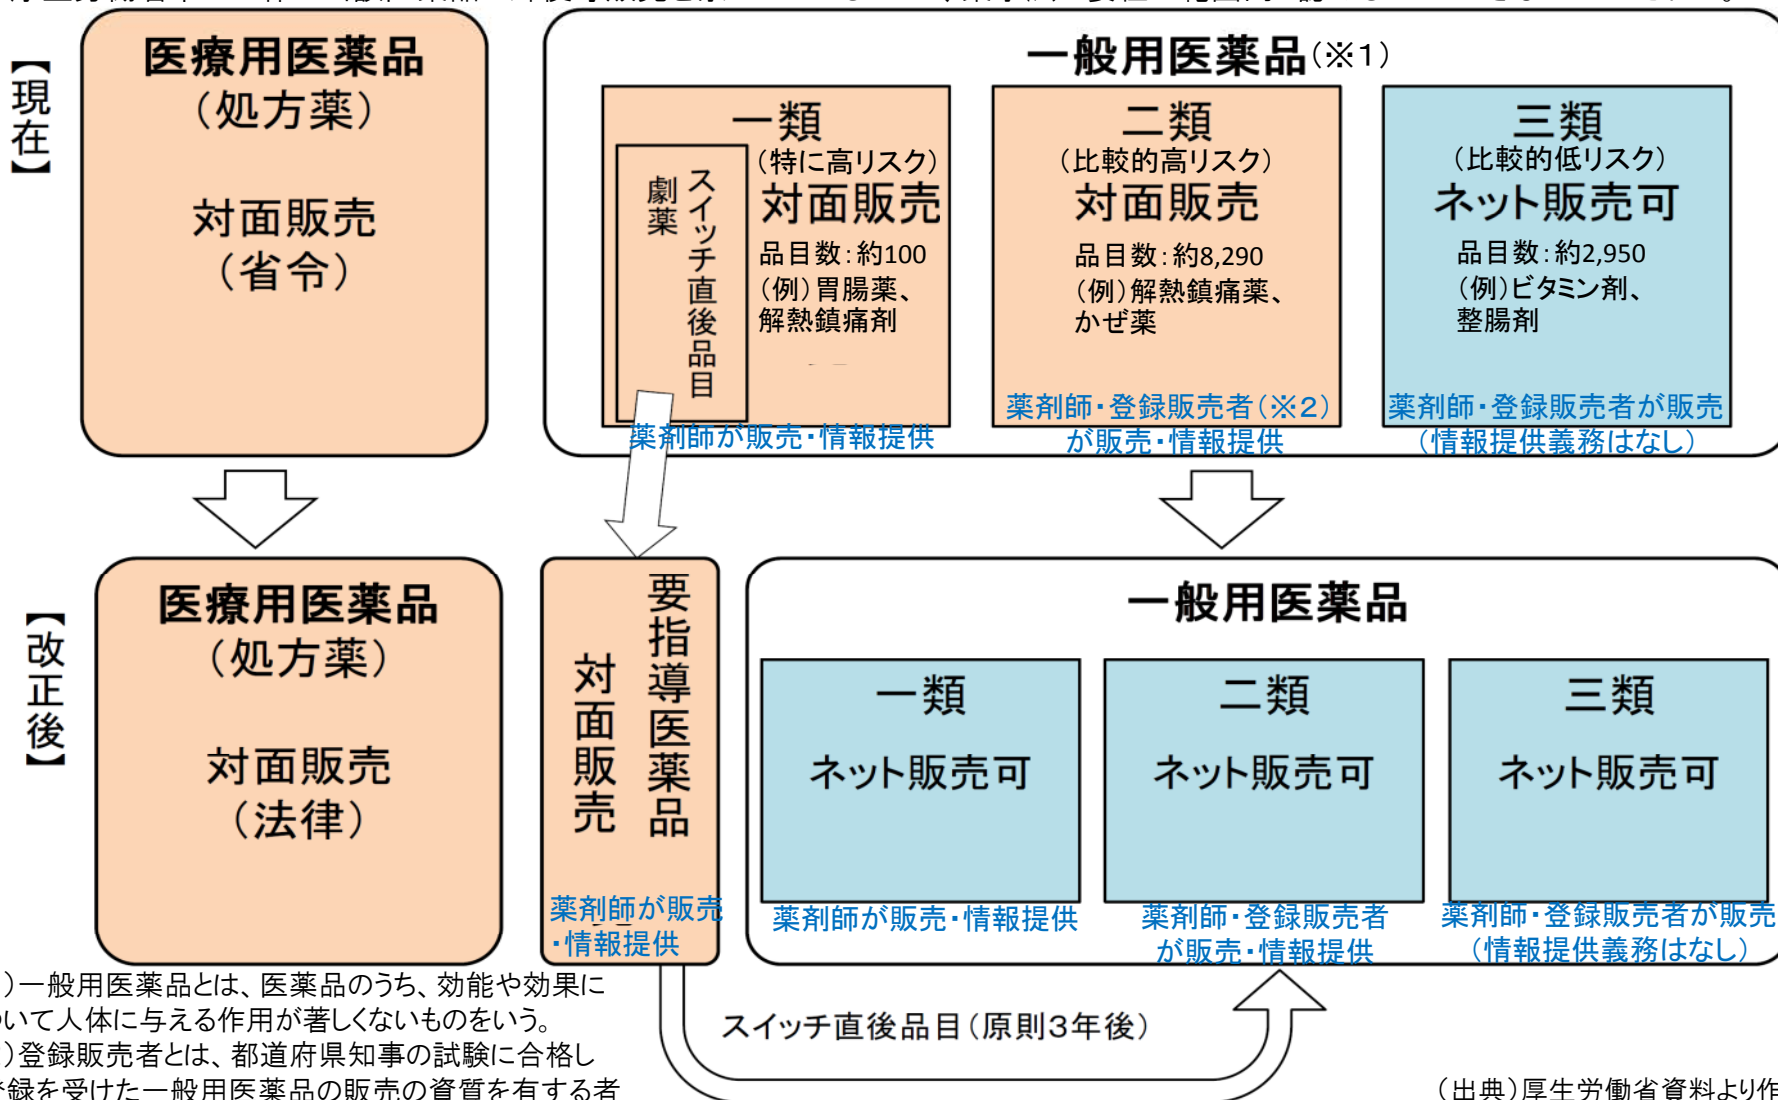 【現在】
医療用医薬品
（処方薬）
対面販売
（省令）
一般用医薬品（※1）
一類
（特に高リスク）
対面販売
品目数：約100
（例）胃腸薬、
解熱鎮痛剤
スイッチ直後品目
劇薬
薬剤師が販売・情報提供
二類
（比較的高リスク）
対面販売
品目数：約8,290
（例）解熱鎮痛薬、
かぜ薬
薬剤師・登録販売者（※2）
が販売・情報提供
三類
（比較的低リスク）
ネット販売可
品目数：約2,950
（例）ビタミン剤、
整腸剤
薬剤師・登録販売者が販売
（情報提供義務はなし）
【改正後】
医療用医薬品
（処方薬）
対面販売
（法律）
要指導医薬品
対面販売
薬剤師が販売
・情報提供
一般用医薬品
一類
ネット販売可
薬剤師が販売・情報提供
二類
ネット販売可
薬剤師・登録販売者
が販売・情報提供
三類
ネット販売可
薬剤師・登録販売者が販売
（情報提供義務はなし）
スイッチ直後品目（原則３年後）
）一般用医薬品とは、医薬品のうち、効能や効果に
いて人体に与える作用が著しくないものをいう。
）登録販売者とは、都道府県知事の試験に合格し
登録を受けた一般用医薬品の販売の資質を有する者
（出典）厚生労働省資料より作